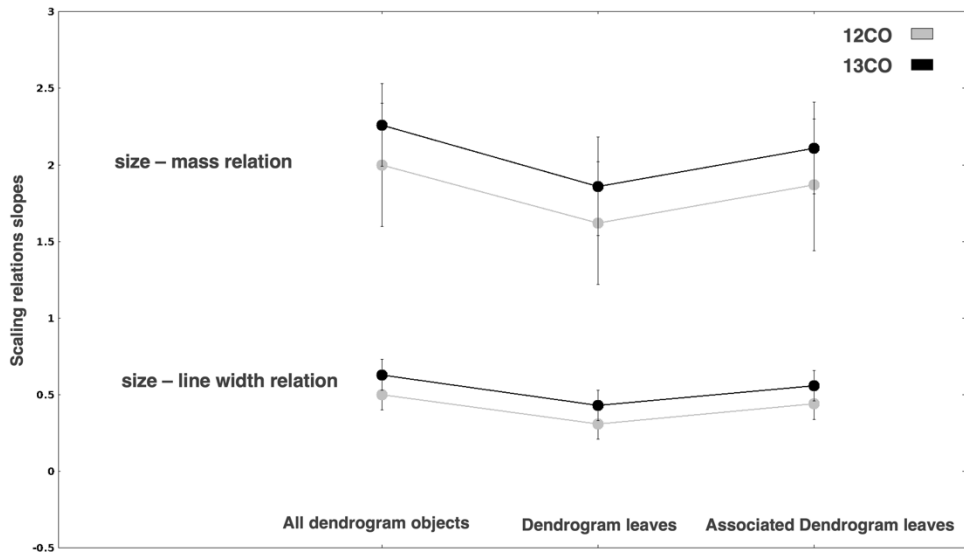 3
12CO
13CO
2.5
size – mass relation
2
1.5
Scaling relations slopes
1
size – line width relation
0.5
0
All dendrogram objects
Dendrogram leaves
Associated Dendrogram leaves
-0.5